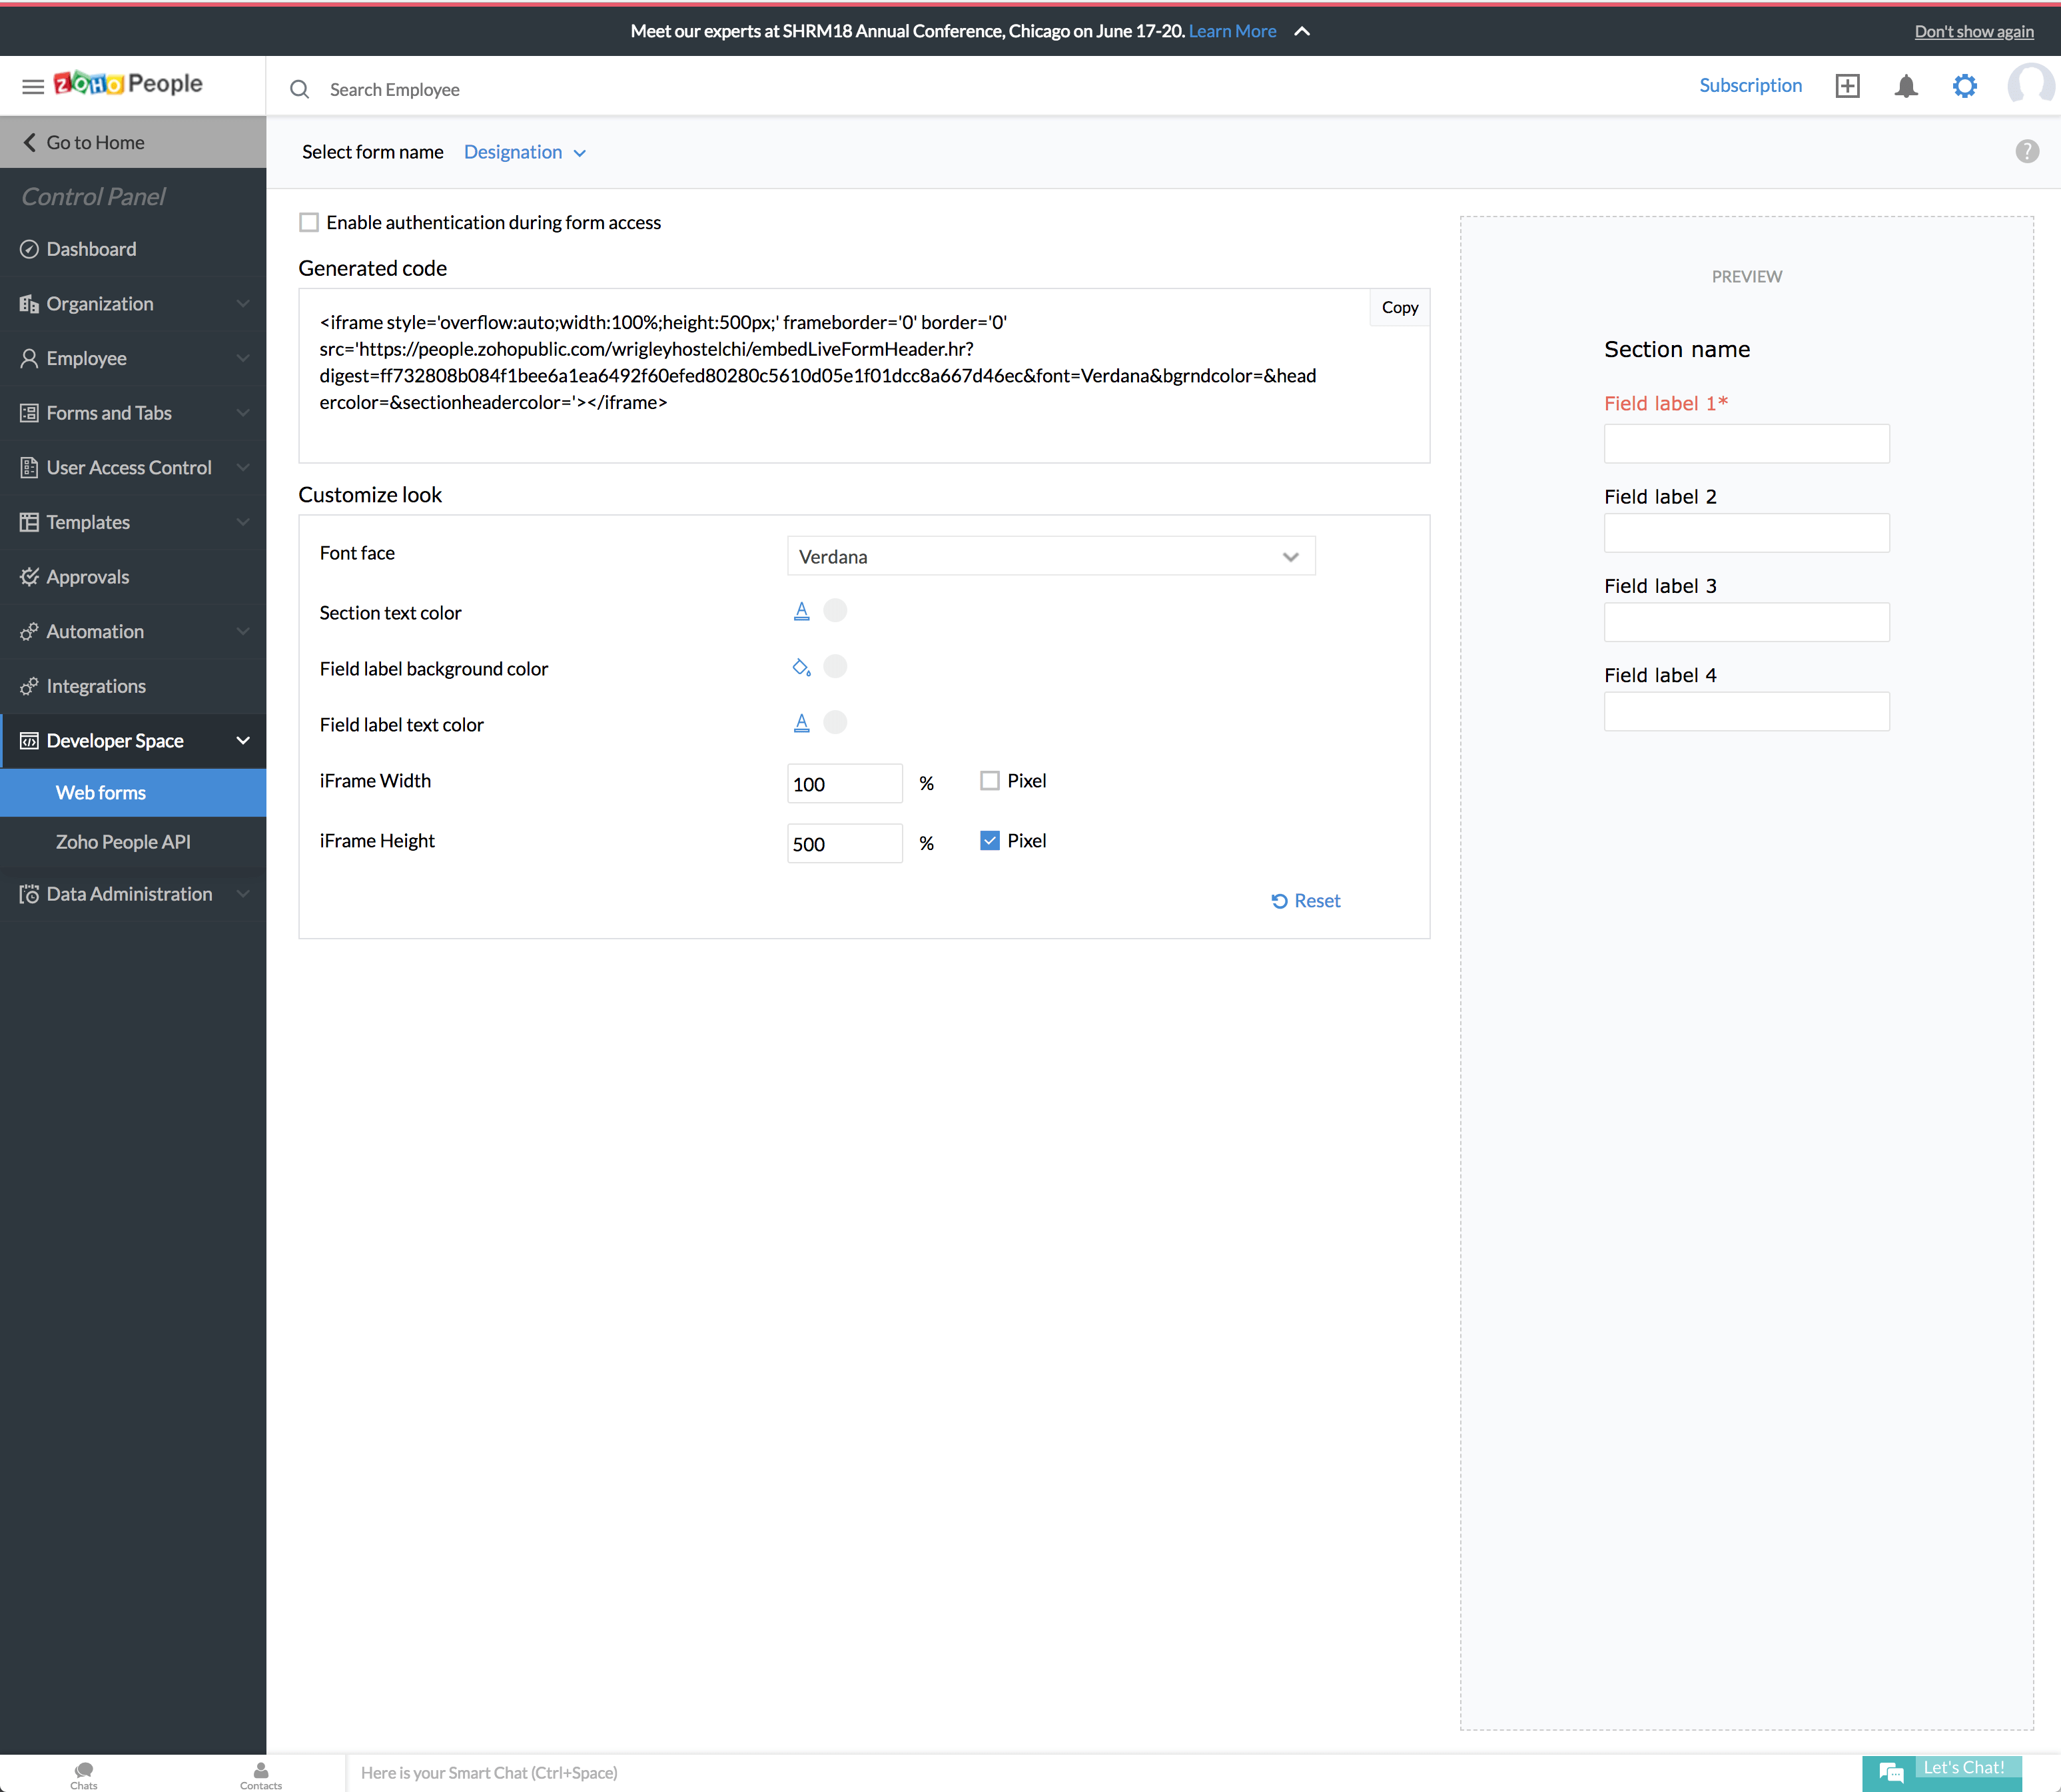 Meet our experts at SHRM18 Annual Conference, Chicago on June 17-20. Learn More
Don't show again
ZOHO People
Search Employee
Subscription
Go to Home
Select form name Designation
?
Control Panel
Dashboard
Organization
Employee
Forms and Tabs
User Access Control
Templates
Approvals
Automation
Integrations
Developer Space
Web forms
Zoho People API
Data Administration
Enable authentication during form access
Generated code
Copy
<iframe style='overflow:auto;width:100%;height:500px;' frameborder='0' border='0'
src='https://people.zohopublic.com/wrigleyhostelchi/embedLiveFormHeader.hr?
digest=ff732808b084f1bee6a1ea6492f60efed80280c5610d05e1f01dcc8a667d46ec&font=Verdana&bgrndcolor=&head
ercolor=&sectionheadercolor='></iframe>
Customize look
Font face Verdana
Section text color A
Field label background color
Field label text color A
iFrame Width 100 % Pixel
iFrame Height 500 % Pixel
Reset
PREVIEW
Section name
Field label 1*
Field label 2
Field label 3
Field label 4
Chats
Contacts
Here is your Smart Chat (Ctrl+Space)
Let's Chat!